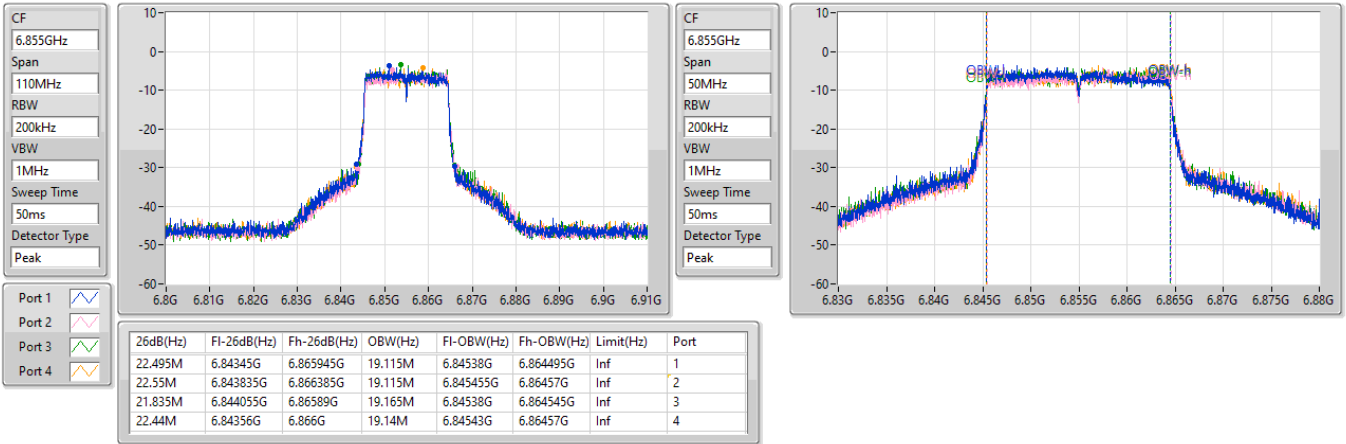 CF
6.855GHz
Span
110MHz
RBW
200kHz
VBW
1MHz
Sweep Time
50ms
Detector Type
Peak
10
0
-10
-20
-30
-40
-50
-60
6.8G 6.81G 6.82G 6.83G 6.84G 6.85G 6.86G 6.87G 6.88G 6.89G 6.9G 6.91G
CF
6.855GHz
Span
50MHz
RBW
200kHz
VBW
1MHz
Sweep Time
50ms
Detector Type
Peak
10
0
-10
-20
-30
-40
-50
-60
OBW-h
6.83G 6.835G 6.84G 6.845G 6.85G 6.855G 6.86G 6.865G 6.87G 6.875G 6.88G
Port 1
Port 2
Port 3
Port 4
26dB(Hz) Fl-26dB(Hz) Fh-26dB(Hz) OBW(Hz) Fl-OBW(Hz) Fh-OBW(Hz) Limit(Hz) Port
22.495M 6.84345G 6.865945G 19.115M 6.84538G 6.864495G Inf 1
22.55M 6.843835G 6.866385G 19.115M 6.845455G 6.86457G Inf 2
21.835M 6.844055G 6.86589G 19.165M 6.84538G 6.864545G Inf 3
22.44M 6.84356G 6.866G 19.14M 6.84543G 6.86457G Inf 4